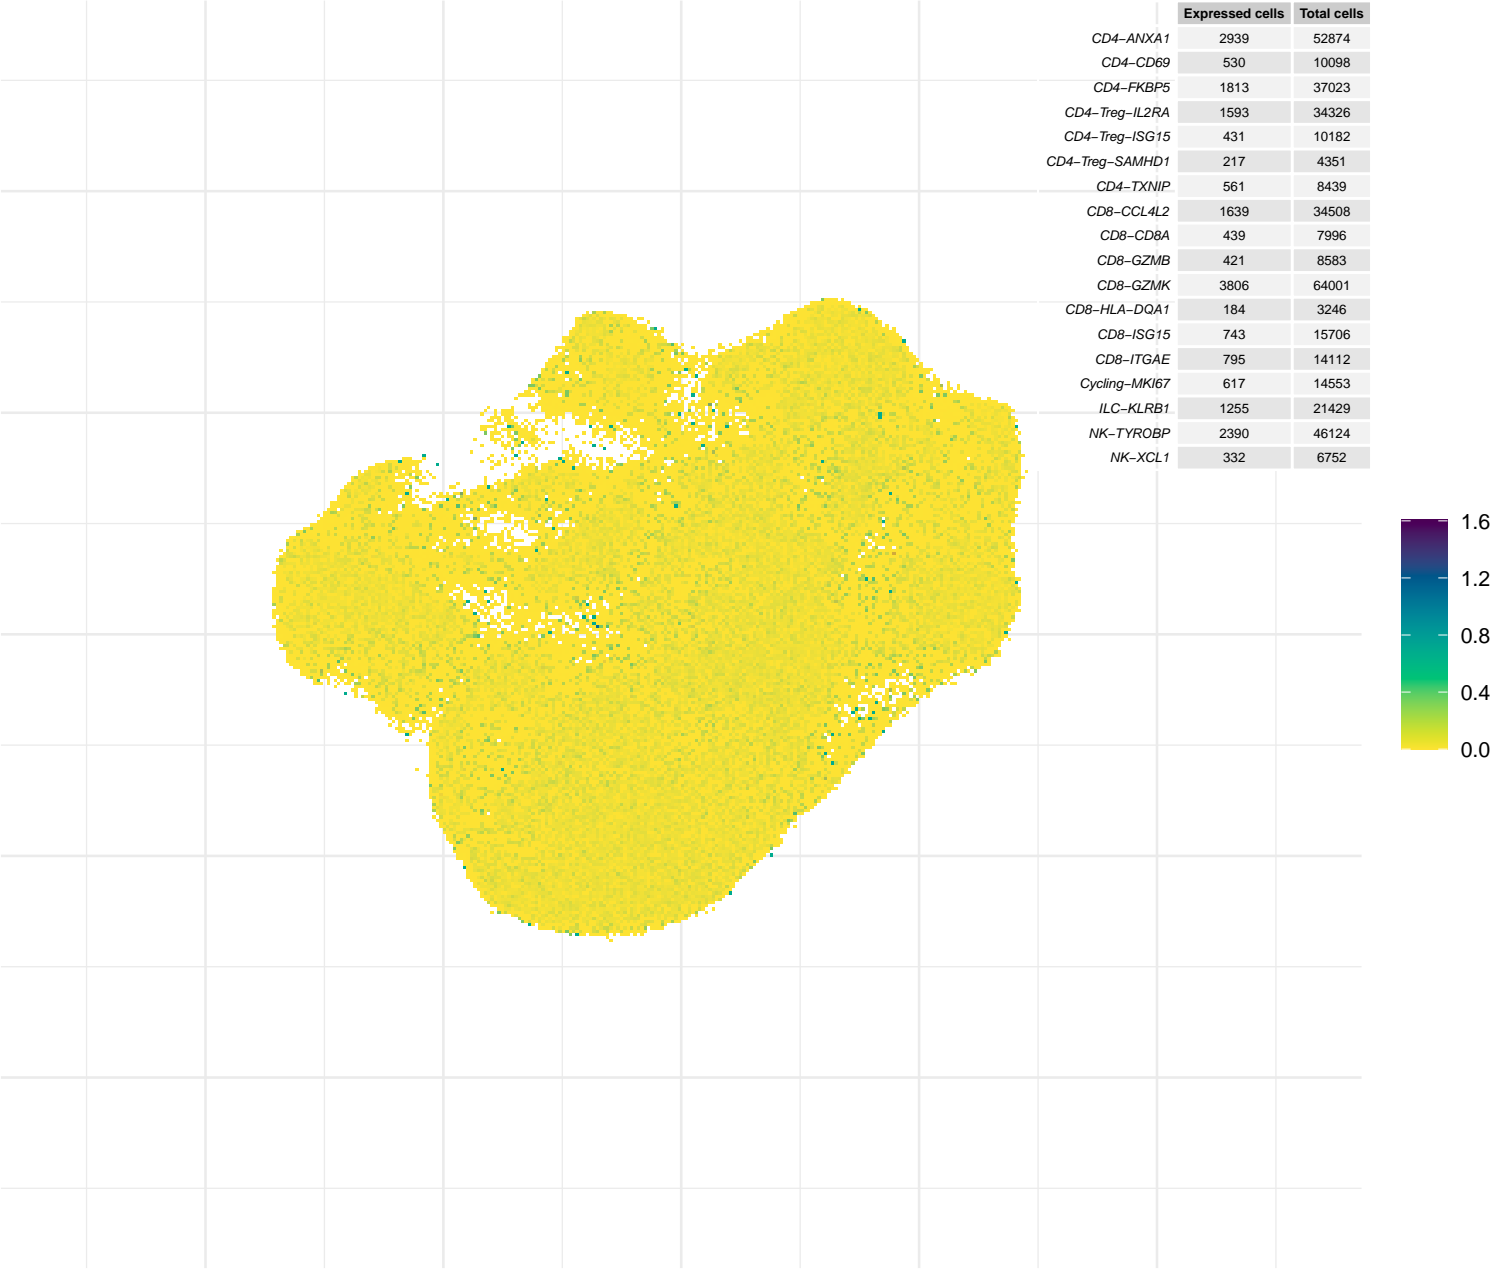 Expressed cells Total cells
CD4−ANXA1 2939 52874
CD4−CD69 530 10098
CD4−FKBP5 1813 37023
CD4−Treg−IL2RA 1593 34326
CD4−Treg−ISG15 431 10182
CD4−Treg−SAMHD1 217 4351
CD4−TXNIP 561 8439
CD8−CCL4L2 1639 34508
CD8−CD8A 439 7996
CD8−GZMB 421 8583
CD8−GZMK 3806 64001
CD8−HLA−DQA1 184 3246
CD8−ISG15 743 15706
CD8−ITGAE 795 14112
Cycling−MKI67 617 14553
ILC−KLRB1 1255 21429
NK−TYROBP 2390 46124
NK−XCL1 332 6752
1.6
1.2
0.8
0.4
0.0